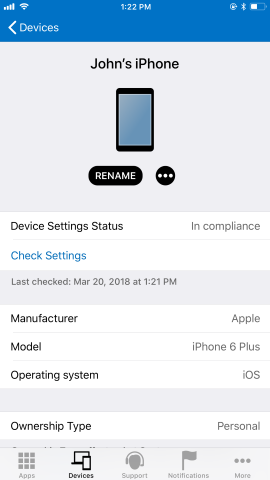 1:22 PM
Devices
John's iPhone
RENAME
Device Settings Status In compliance
Check Settings
Last checked: Mar 20, 2018 at 1:21 PM
Manufacturer Apple
Model iPhone 6 Plus
Operating system iOS
Ownership Type Personal
Apps Devices Support Notifications More